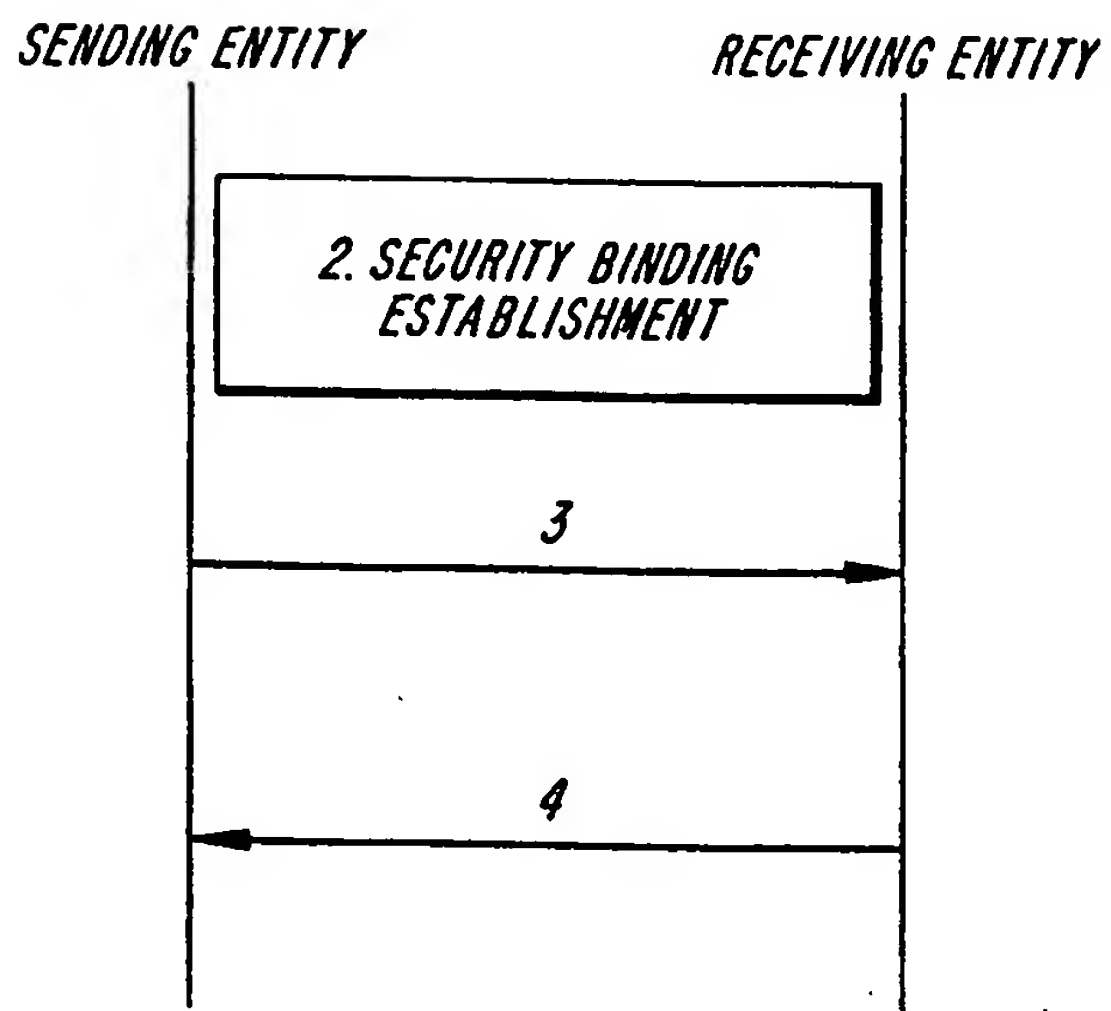 SENDING ENTITY
RECEIVING ENTITY
2. SECURITY BINDING
ESTABLISHMENT
3
4